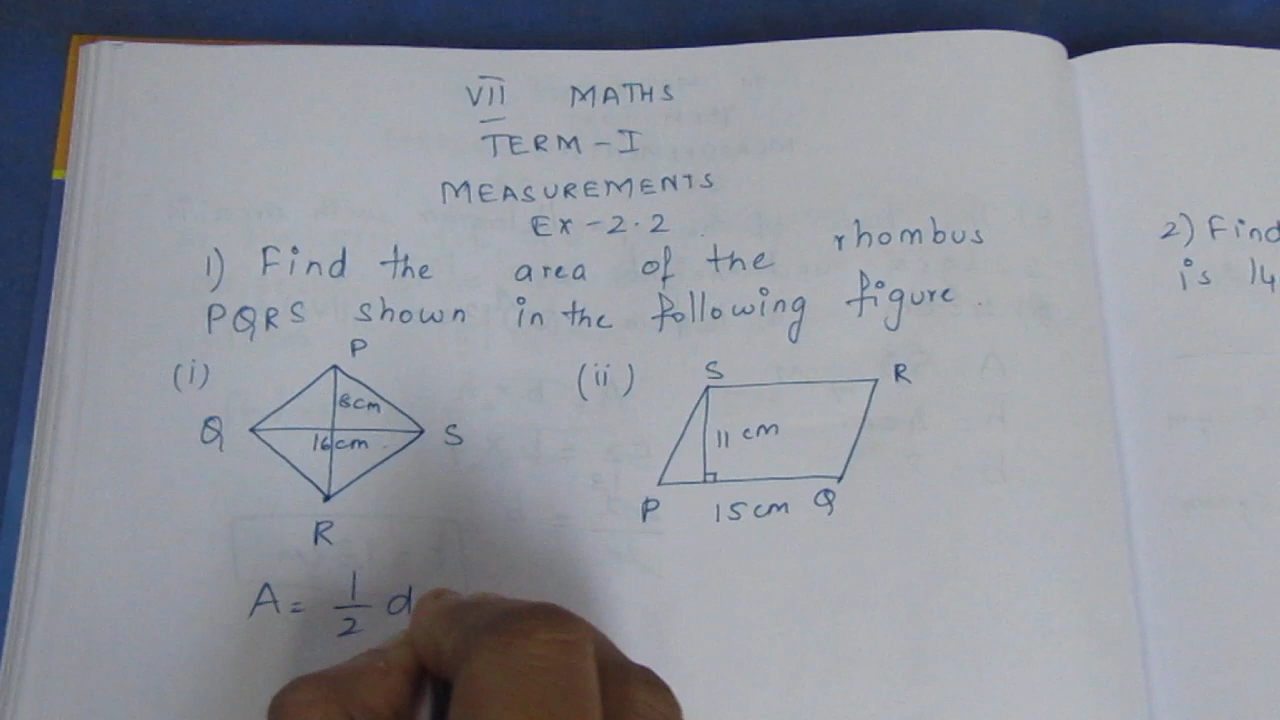 VII MATHS
TERM - I
MEASUREMENTS
Ex - 2.2
1) Find the area of the rhombus
PQRS shown in the following figure.
(i)
P
8cm
Q
16cm
S
R
(ii)
S
R
11 cm
P
15cm
Q
A = 1/2 d
2) Find
is 14